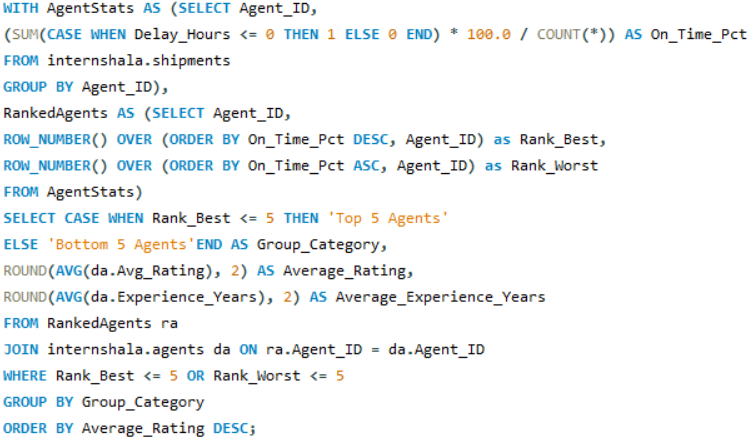 WITH AgentStats AS (SELECT Agent_ID,
(SUM(CASE WHEN Delay_Hours <= 0 THEN 1 ELSE 0 END) * 100.0 / COUNT(*)) AS On_Time_Pct
FROM internshala.shipments
GROUP BY Agent_ID),
RankedAgents AS (SELECT Agent_ID,
ROW_NUMBER() OVER (ORDER BY On_Time_Pct DESC, Agent_ID) as Rank_Best,
ROW_NUMBER() OVER (ORDER BY On_Time_Pct ASC, Agent_ID) as Rank_Worst
FROM AgentStats)
SELECT CASE WHEN Rank_Best <= 5 THEN 'Top 5 Agents'
ELSE 'Bottom 5 Agents'END AS Group_Category,
ROUND(AVG(da.Avg_Rating), 2) AS Average_Rating,
ROUND(AVG(da.Experience_Years), 2) AS Average_Experience_Years
FROM RankedAgents ra
JOIN internshala.agents da ON ra.Agent_ID = da.Agent_ID
WHERE Rank_Best <= 5 OR Rank_Worst <= 5
GROUP BY Group_Category
ORDER BY Average_Rating DESC;